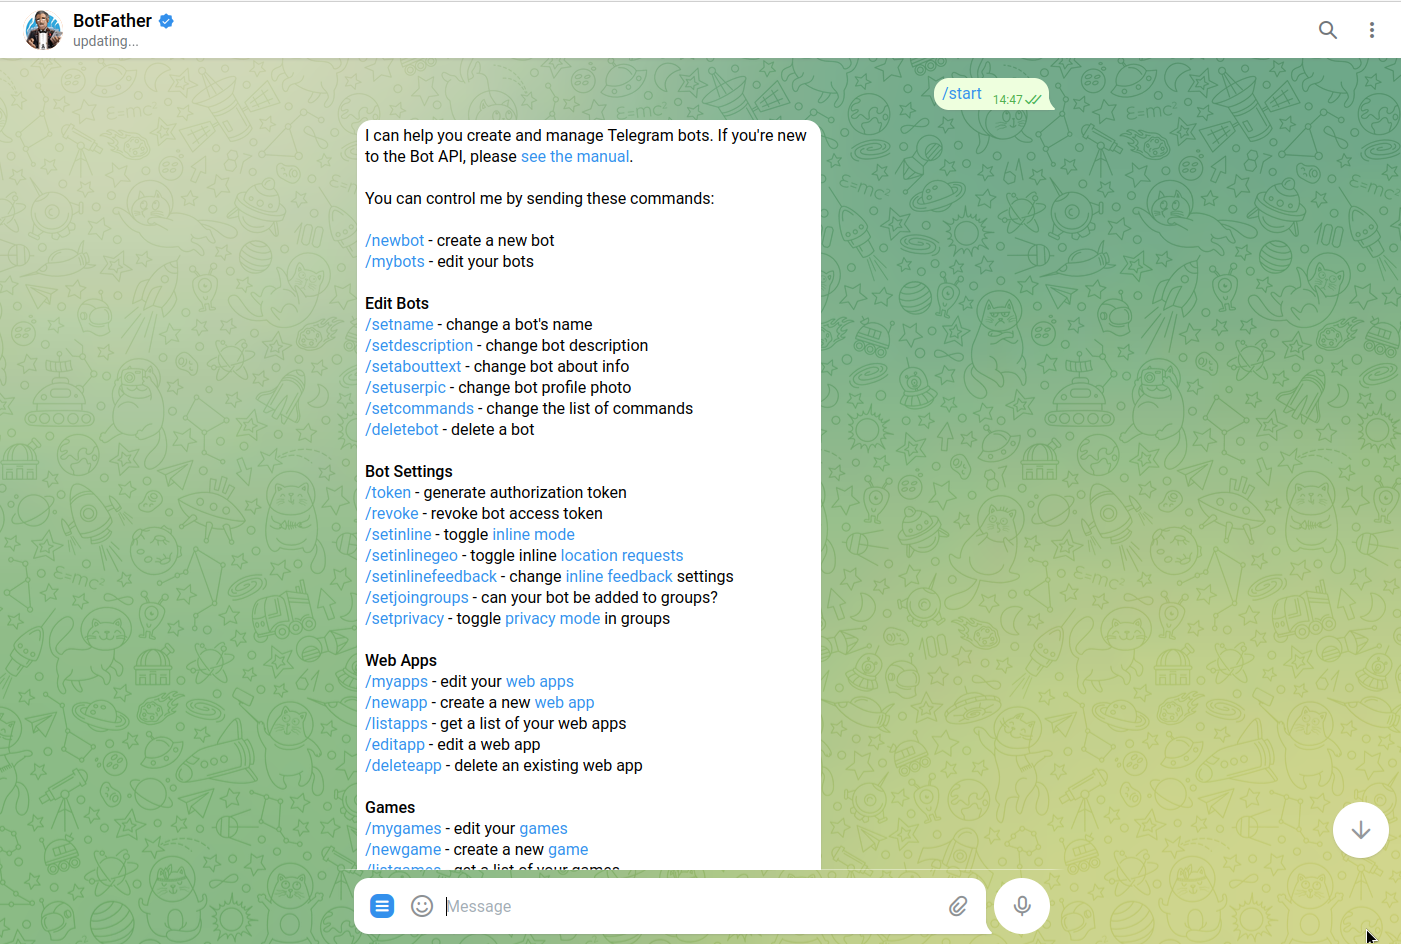 BotFather
updating...
/start 14:47
I can help you create and manage Telegram bots. If you're new
to the Bot API, please see the manual.
You can control me by sending these commands:
/newbot - create a new bot
/mybots - edit your bots
Edit Bots
/setname - change a bot's name
/setdescription - change bot description
/setabouttext - change bot about info
/setuserpic - change bot profile photo
/setcommands - change the list of commands
/deletebot - delete a bot
Bot Settings
/token - generate authorization token
/revoke - revoke bot access token
/setinline - toggle inline mode
/setinlinegeo - toggle inline location requests
/setinlinefeedback - change inline feedback settings
/setjoingroups - can your bot be added to groups?
/setprivacy - toggle privacy mode in groups
Web Apps
/myapps - edit your web apps
/newapp - create a new web app
/listapps - get a list of your web apps
/editapp - edit a web app
/deleteapp - delete an existing web app
Games
/mygames - edit your games
/newgame - create a new game
/listgames - get a list of your games
Message